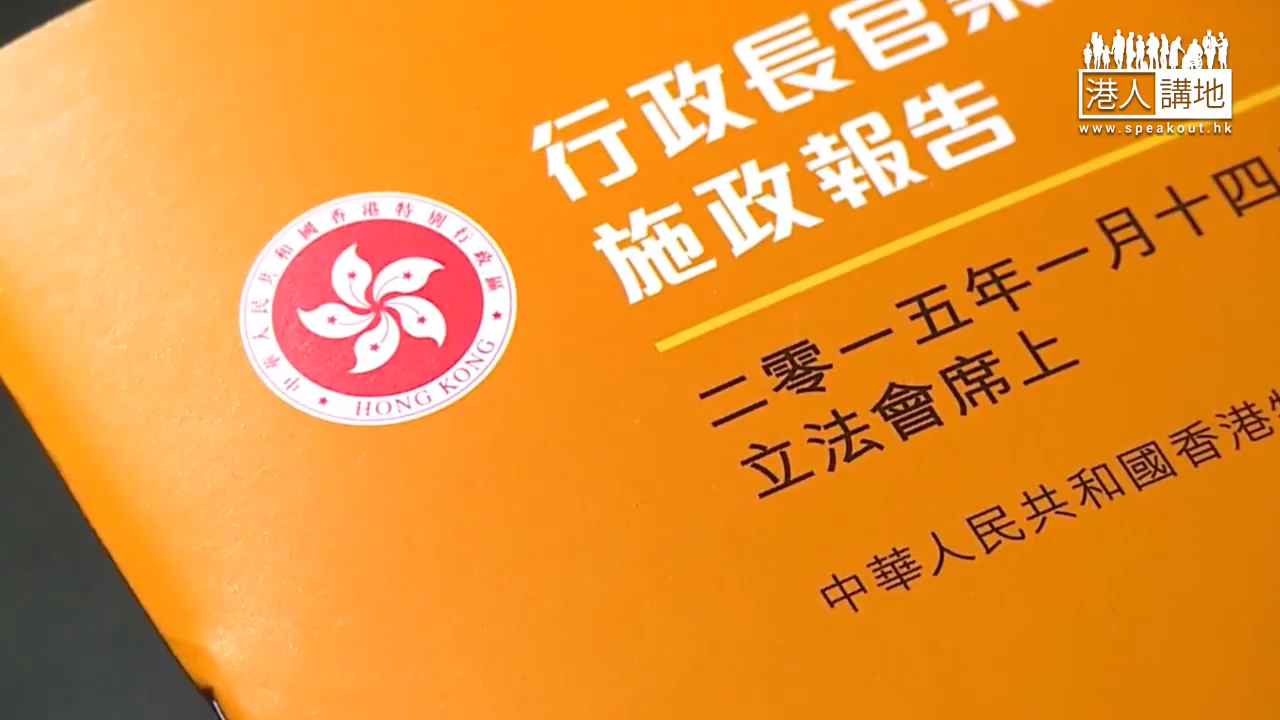 行政長官
施政報告
二零一五年一月十四
立法會席上
中華人民共和國香港
中華人民共和國香港特別行政區
HONG KONG
港人講地
www.speakout.hk